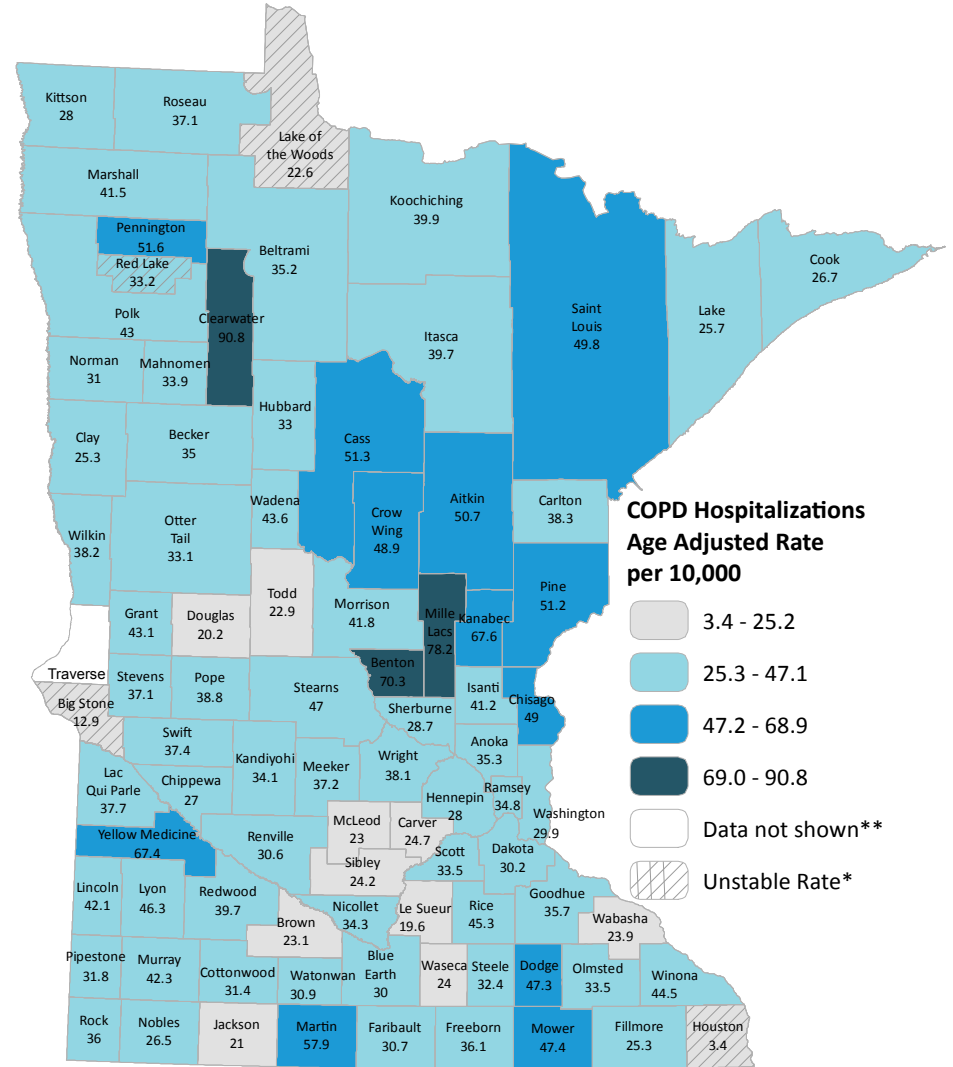 Kittson
28
Roseau
37.1
Lake of
the Woods
22.6
Marshall
41.5
Koochiching
39.9
Pennington
51.6
Beltrami
35.2
Red Lake
33.2
Cook
26.7
Polk
43
Clearwater
90.8
Saint
Louis
49.8
Lake
25.7
Itasca
39.7
Norman
31
Mahnomen
33.9
Hubbard
33
Clay
25.3
Becker
35
Cass
51.3
Wadena
43.6
Aitkin
50.7
Carlton
38.3
Crow
Wing
48.9
Otter
Tail
33.1
Wilkin
38.2
COPD Hospitalizations
Age Adjusted Rate
per 10,000
3.4 - 25.2
25.3 - 47.1
47.2 - 68.9
69.0 - 90.8
Data not shown**
Unstable Rate*
Pine
51.2
Todd
22.9
Morrison
41.8
Mille
Lacs
78.2
Kanabec
67.6
Grant
43.1
Douglas
20.2
Benton
70.3
Traverse
Stevens
37.1
Pope
38.8
Stearns
47
Isanti
41.2
Chisago
49
Big Stone
12.9
Sherburne
28.7
Swift
37.4
Anoka
35.3
Kandiyohi
34.1
Meeker
37.2
Wright
38.1
Lac
Qui Parle
37.7
Chippewa
27
Hennepin
28
Ramsey
34.8
Washington
29.9
McLeod
23
Carver
24.7
Yellow Medicine
67.4
Renville
30.6
Scott
33.5
Dakota
30.2
Sibley
24.2
Lincoln
42.1
Lyon
46.3
Redwood
39.7
Nicollet
34.3
Le Sueur
19.6
Rice
45.3
Goodhue
35.7
Wabasha
23.9
Brown
23.1
Pipestone
31.8
Murray
42.3
Cottonwood
31.4
Watonwan
30.9
Blue
Earth
30
Waseca
24
Steele
32.4
Dodge
47.3
Olmsted
33.5
Winona
44.5
Rock
36
Nobles
26.5
Jackson
21
Martin
57.9
Faribault
30.7
Freeborn
36.1
Mower
47.4
Fillmore
25.3
Houston
3.4